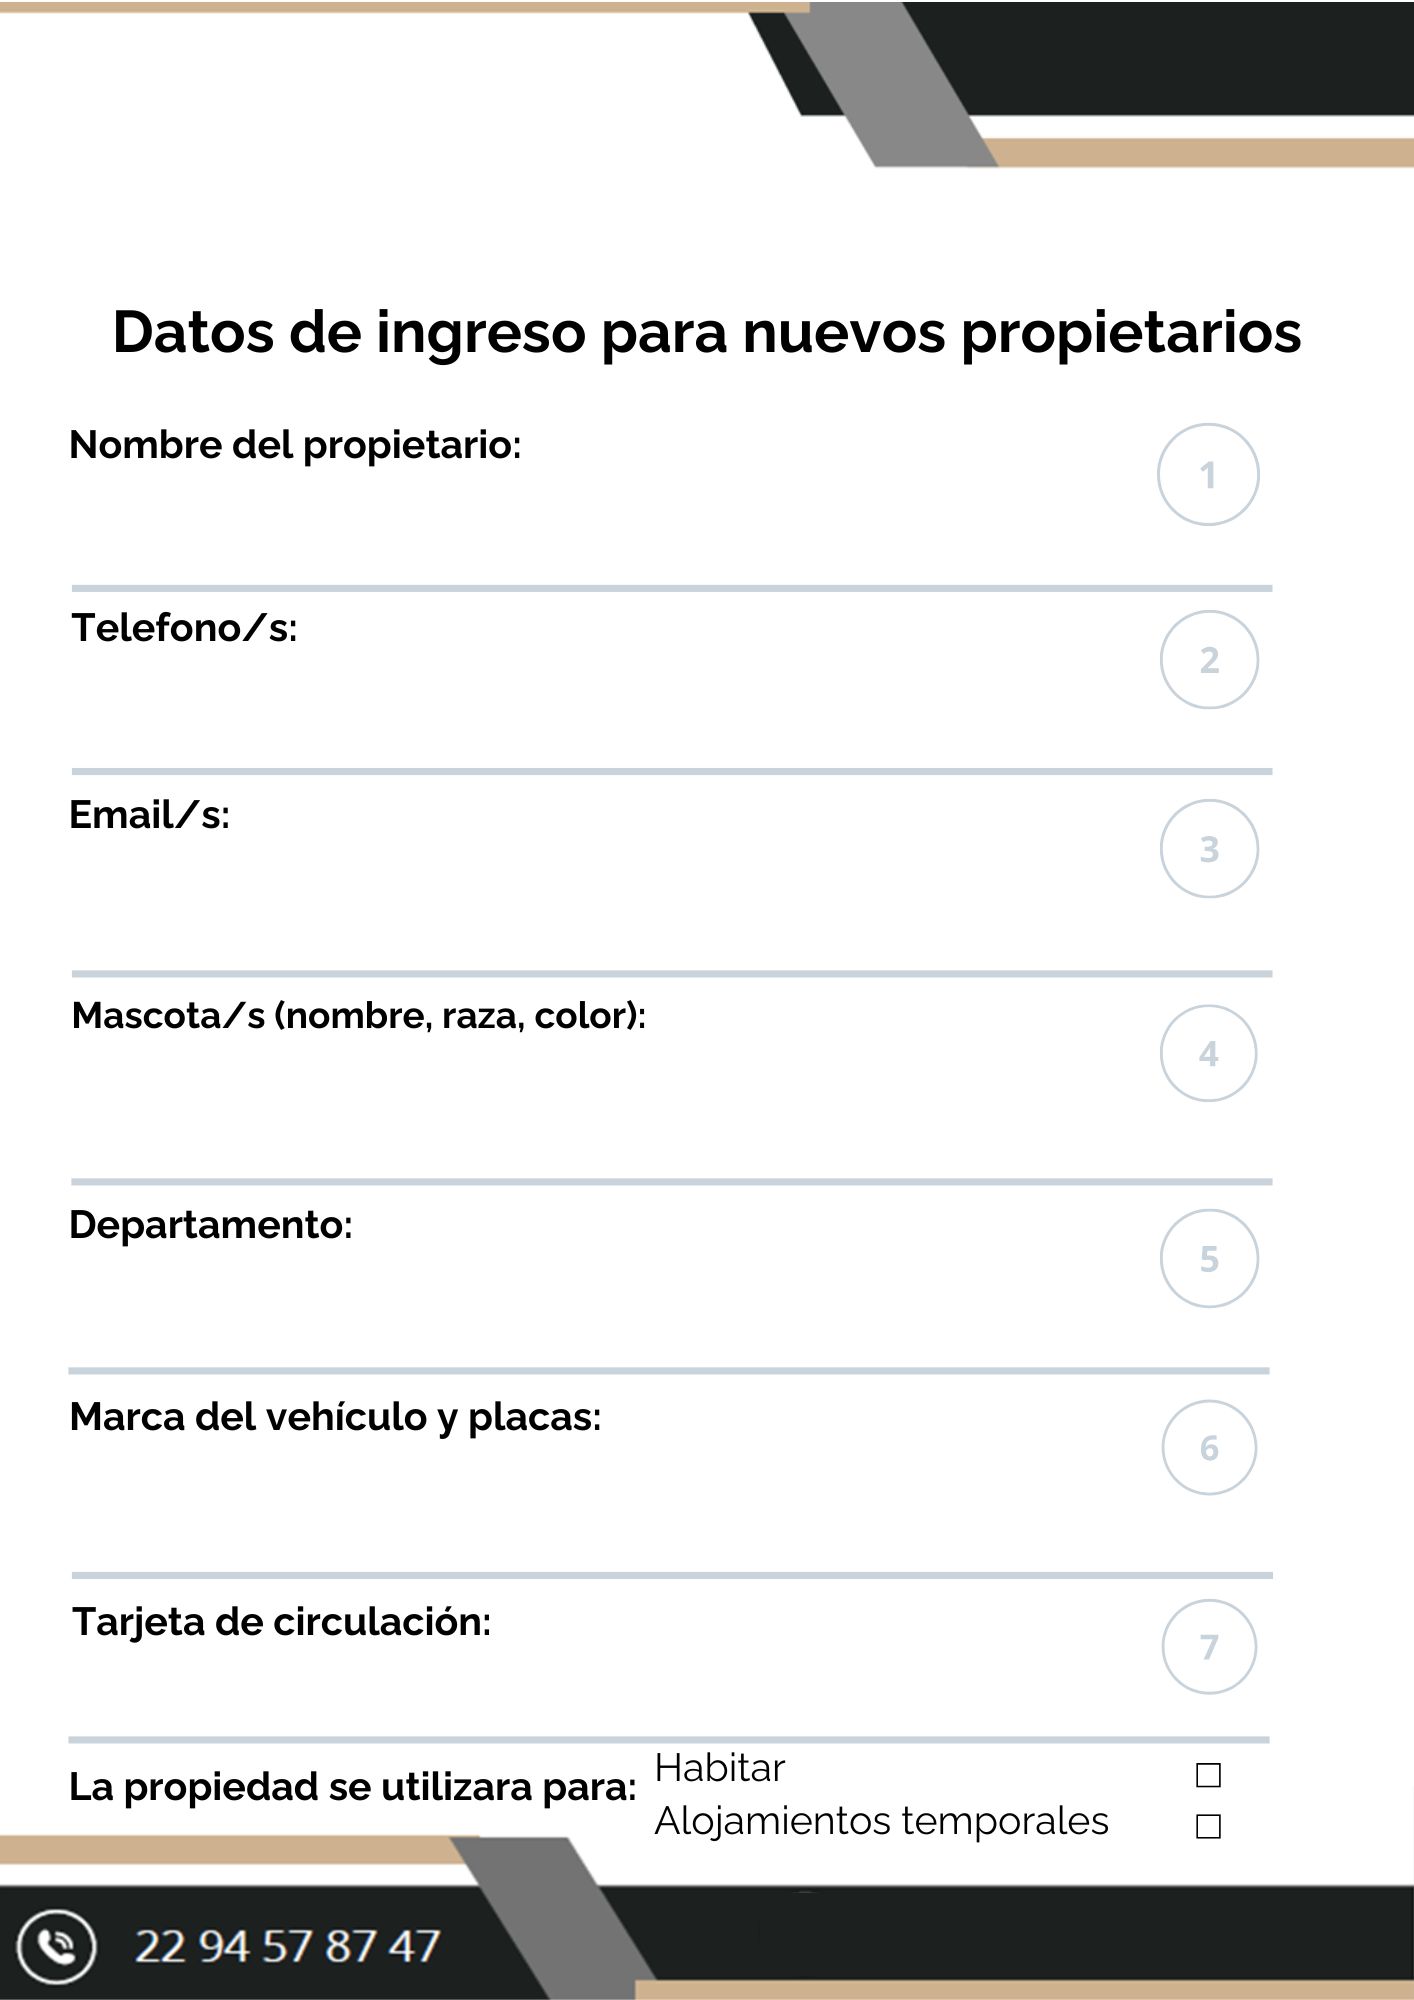 Datos de ingreso para nuevos propietarios
Nombre del propietario:
1
Telefono/s:
2
Email/s:
3
Mascota/s (nombre, raza, color):
4
Departamento:
5
Marca del vehículo y placas:
6
Tarjeta de circulación:
7
La propiedad se utilizara para:
Habitar
Alojamientos temporales
22 94 57 87 47